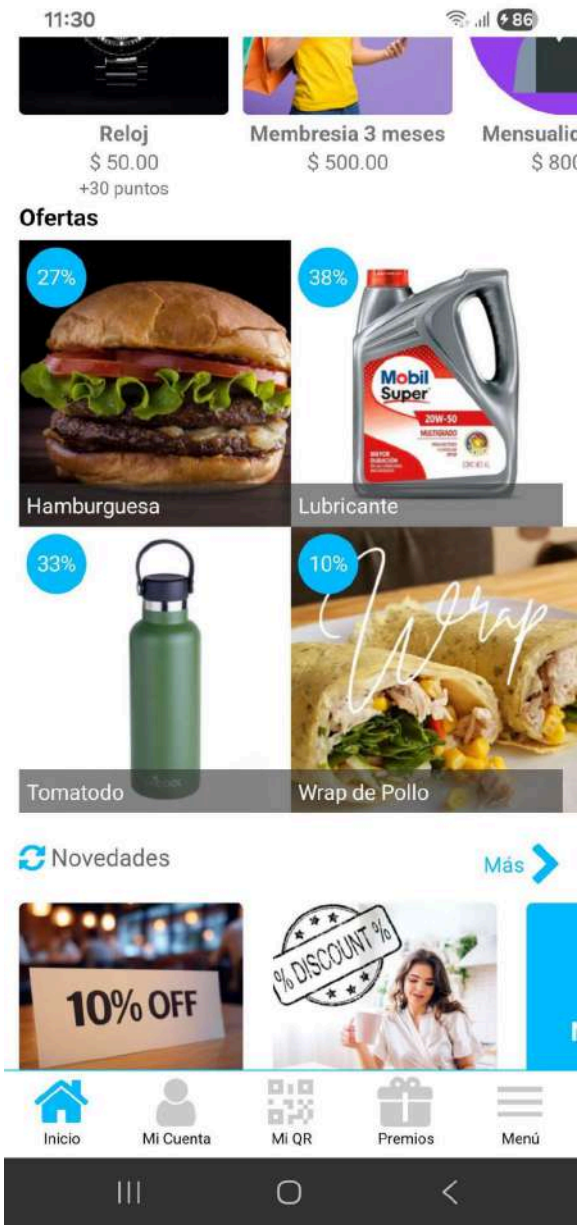 11:30
86
Reloj
$ 50.00
+30 puntos
Membresia 3 meses
$ 500.00
Ofertas
27%
Hamburguesa
38%
Mobil
Super
20W-50
MULTIGRADO
Lubricante
33%
Tomatodo
10%
Wrap
Wrap de Pollo
Novedades
Más
10% OFF
% DISCOUNT %
Inicio
Mi Cuenta
Mi QR
Premios
Menú